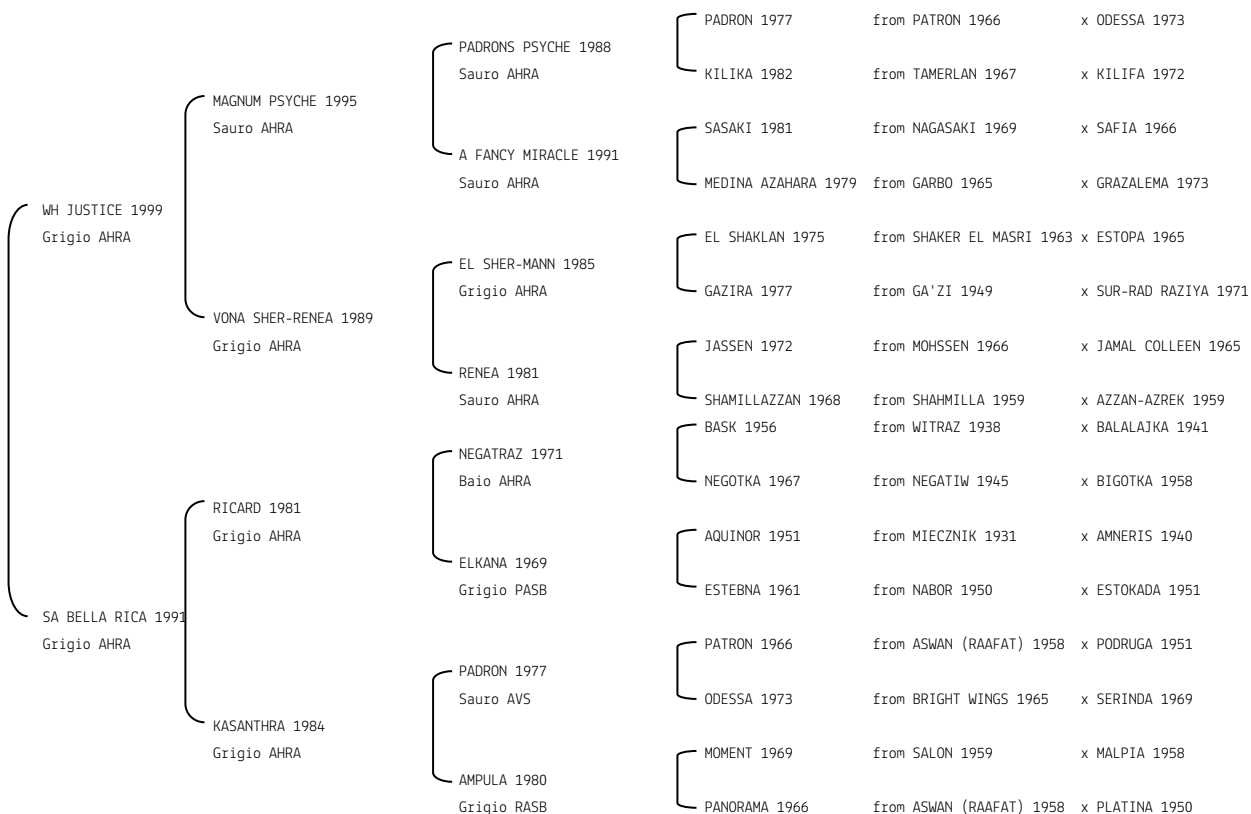 PADRON 1977 from PATRON 1966 x ODESSA 1973
PADRONS PSYCHE 1988
Sauro AHRA KILIKA 1982 from TAMERLAN 1967 x KILIFA 1972
MAGNUM PSYCHE 1995
Sauro AHRA SASAKI 1981 from NAGASAKI 1969 x SAFIA 1966
A FANCY MIRACLE 1991
Sauro AHRA MEDINA AZAHARA 1979 from GARBO 1965 x GRAZALEMA 1973
WH JUSTICE 1999
Grigio AHRA EL SHAKLAN 1975 from SHAKER EL MASRI 1963 x ESTOPA 1965
EL SHER-MANN 1985
Grigio AHRA GAZIRA 1977 from GA'ZI 1949 x SUR-RAD RAZIYA 1971
VONA SHER-RENEA 1989
Grigio AHRA JASSEN 1972 from MOHSSEN 1966 x JAMAL COLLEEN 1965
RENEA 1981
Sauro AHRA SHAMILLAZZAN 1968 from SHAHMILLA 1959 x AZZAN-AZREK 1959
BASK 1956 from WITRAZ 1938 x BALALAJKA 1941
NEGATRAZ 1971
Baio AHRA NEGOTKA 1967 from NEGATIW 1945 x BIGOTKA 1958
RICARD 1981
Grigio AHRA AQUINOR 1951 from MIECZNIK 1931 x AMNERIS 1940
ELKANA 1969
Grigio PASB ESTEBNA 1961 from NABOR 1950 x ESTOKADA 1951
SA BELLA RICA 1991
Grigio AHRA PATRON 1966 from ASWAN (RAAFAT) 1958 x PODRUGA 1951
PADRON 1977
Sauro AVS ODESSA 1973 from BRIGHT WINGS 1965 x SERINDA 1969
KASANTHRA 1984
Grigio AHRA MOMENT 1969 from SALON 1959 x MALPIA 1958
AMPULA 1980
Grigio RASB PANORAMA 1966 from ASWAN (RAAFAT) 1958 x PLATINA 1950